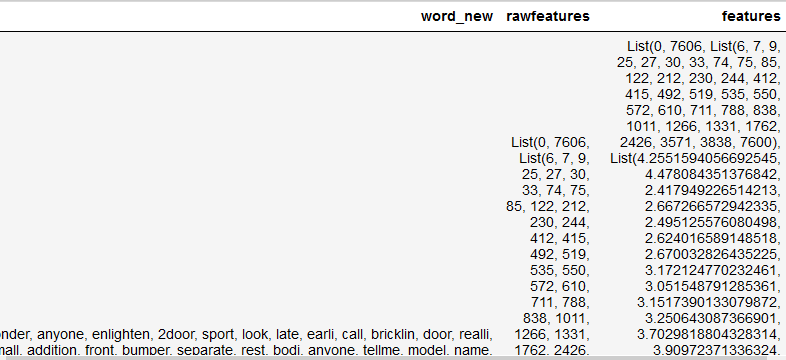 word_new rawfeatures features
List(0, 7606, List(6, 7, 9,
25, 27, 30, 33, 74, 75, 85,
122, 212, 230, 244, 412,
415, 492, 519, 535, 550,
572, 610, 711, 788, 838,
1011, 1266, 1331, 1762,
List(0, 7606, 2426, 3571, 3838, 7600),
List(6, 7, 9, List(4.2551594056692545,
25, 27, 30, 4.478084351376842,
33, 74, 75, 2.417949226514213,
85, 122, 212, 2.667266572942335,
230, 244, 2.495125576080498,
412, 415, 2.624016589148518,
492, 519, 2.670032826435225,
535, 550, 3.172124770232461,
572, 610, 3.051548791285361,
711, 788, 3.1517390133079872,
838, 1011, 3.250643087366901,
onder, anyone, enlighten, 2door, sport, look, late, earli, call, bricklin, door, realli, 1266, 1331, 3.7029818804328314,
mall, addition, front, bumper, separate, rest, bodi, anyone, tellme, model, name, 1762, 2426, 3.90972371336324,